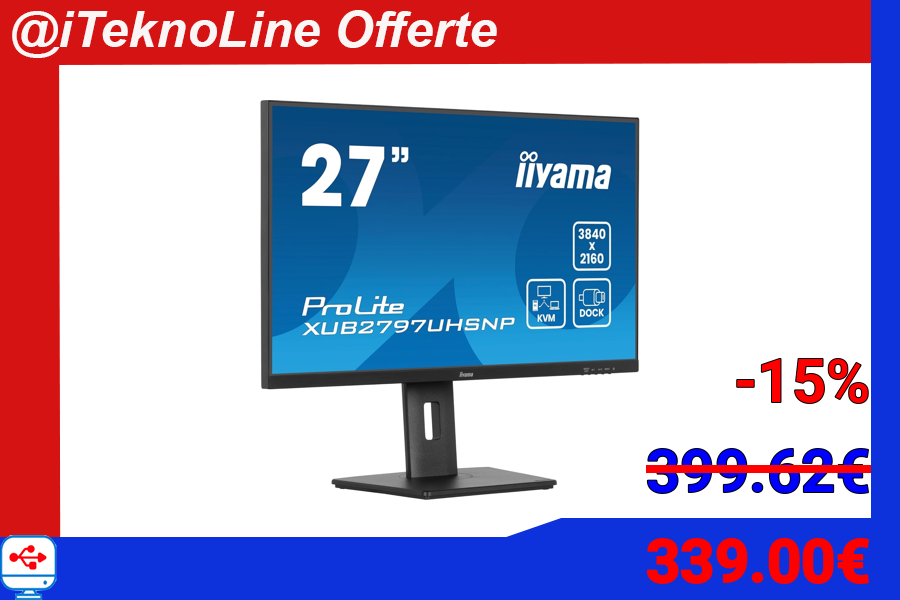 @iTeknoLine Offerte
27”
iiyama
3840
x
2160
ProLite
XUB2797UHSNP
KVM
DOCK
iiyama
-15%
399.62€
339.00€